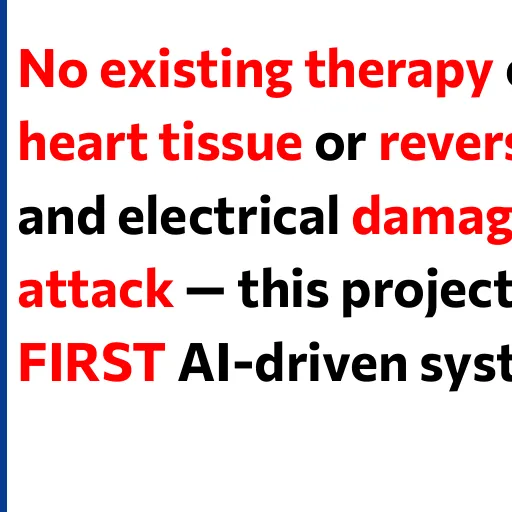 No existing therapy
heart tissue or revers
and electrical damag
attack — this project
FIRST AI-driven syst